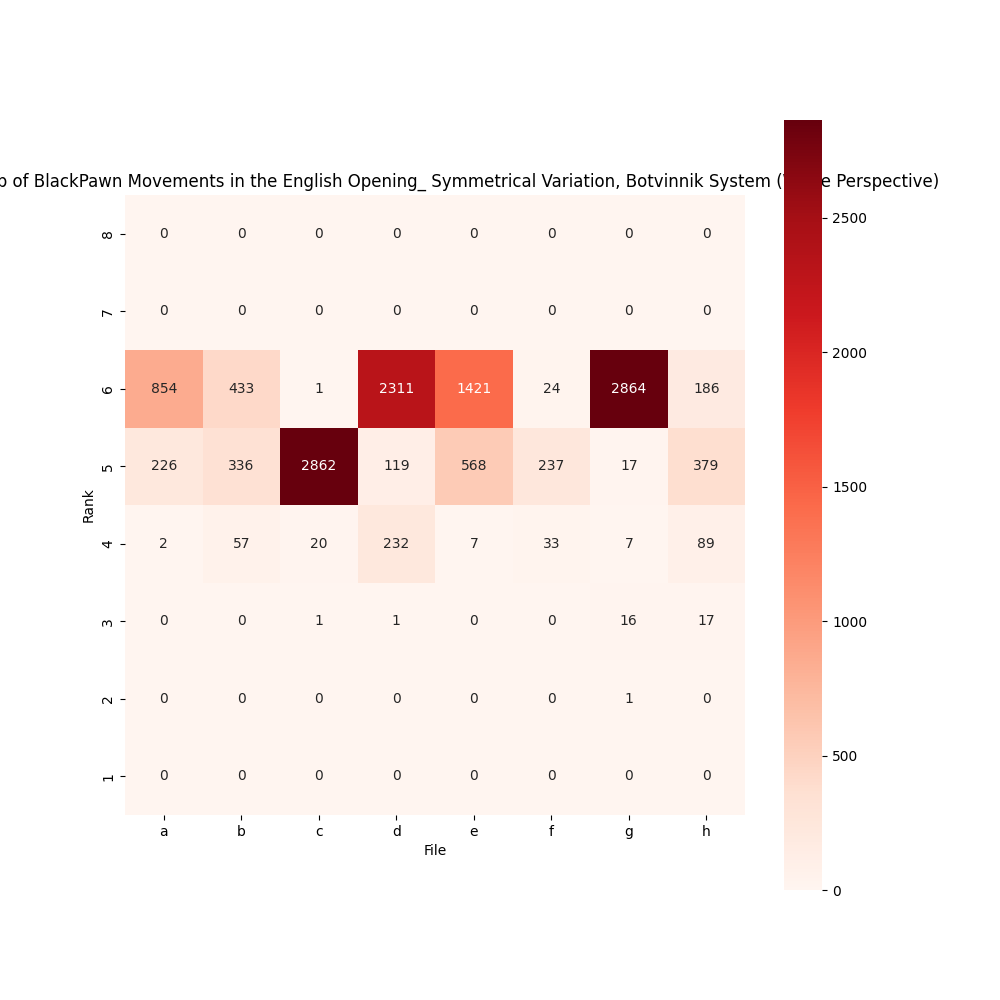 of BlackPawn Movements in the English Opening_ Symmetrical Variation, Botvinnik System ( Perspective)
8 0 0 0 0 0 0 0 0
7 0 0 0 0 0 0 0 0
6 854 433 1 2311 1421 24 2864 186
5 226 336 2862 119 568 237 17 379
4 2 57 20 232 7 33 7 89
3 0 0 1 1 0 0 16 17
2 0 0 0 0 0 0 1 0
1 0 0 0 0 0 0 0 0
a b c d e f g h
File
Rank
2500
2000
1500
1000
500
0